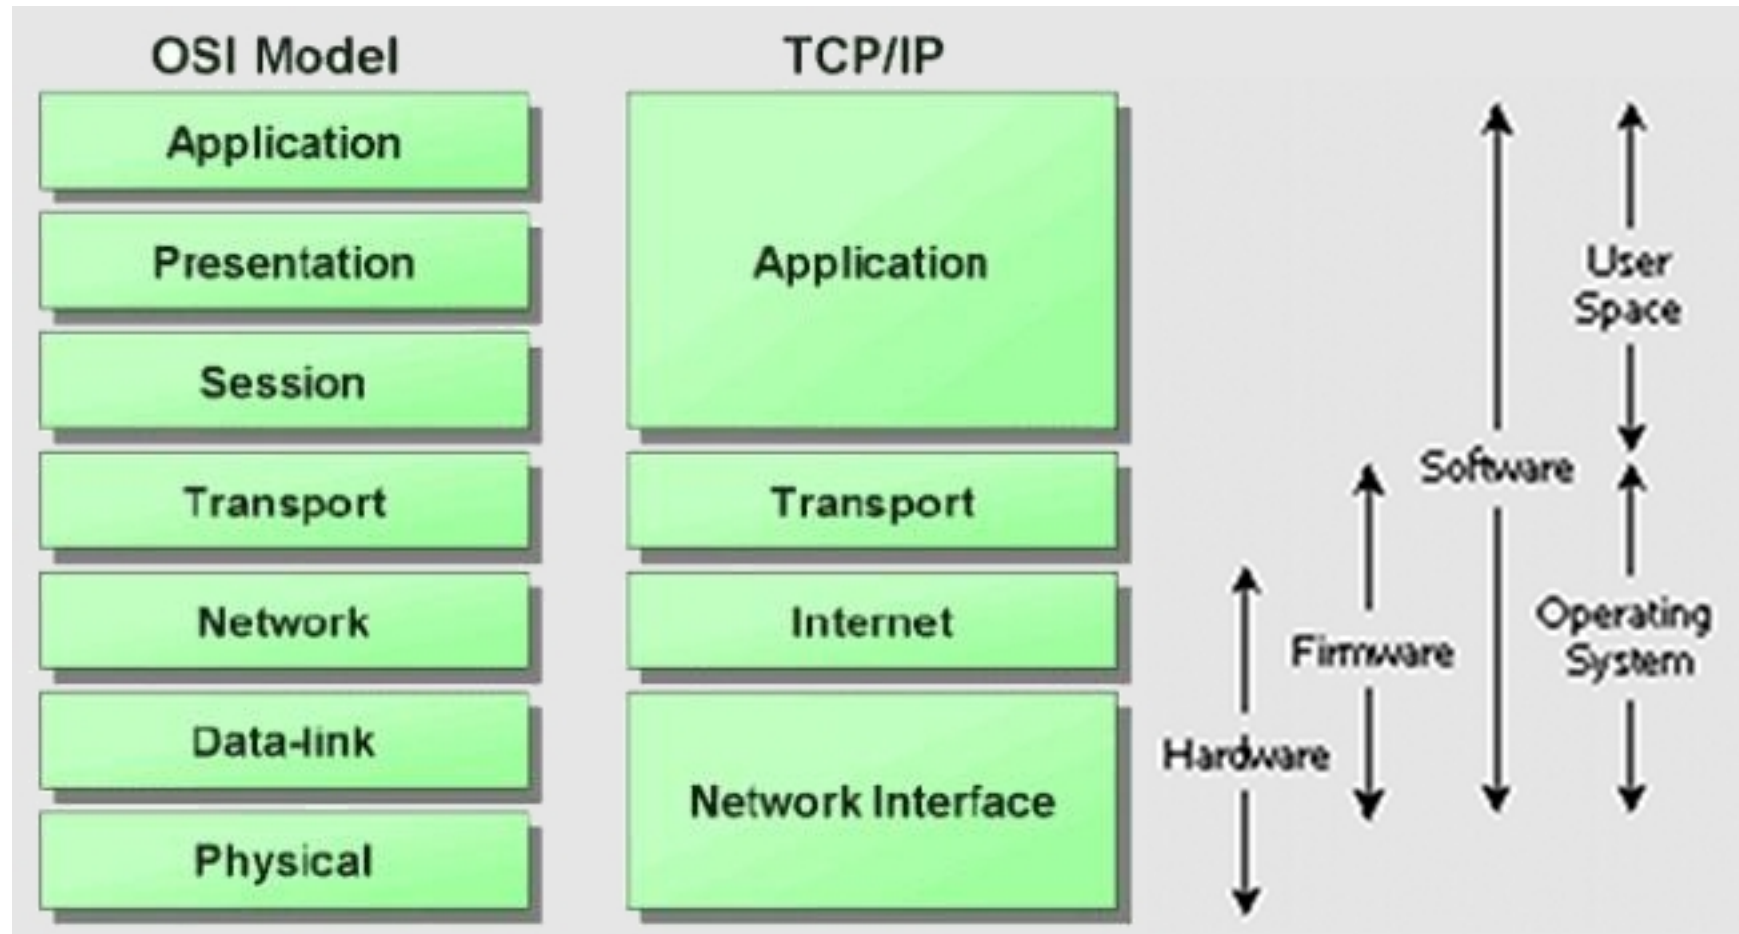 OSI Model
Application
Presentation
Session
Transport
Network
Data-link
Physical
TCP/IP
Application
Transport
Internet
Network Interface
Hardware
Firmware
Software
User
Space
Operating
System